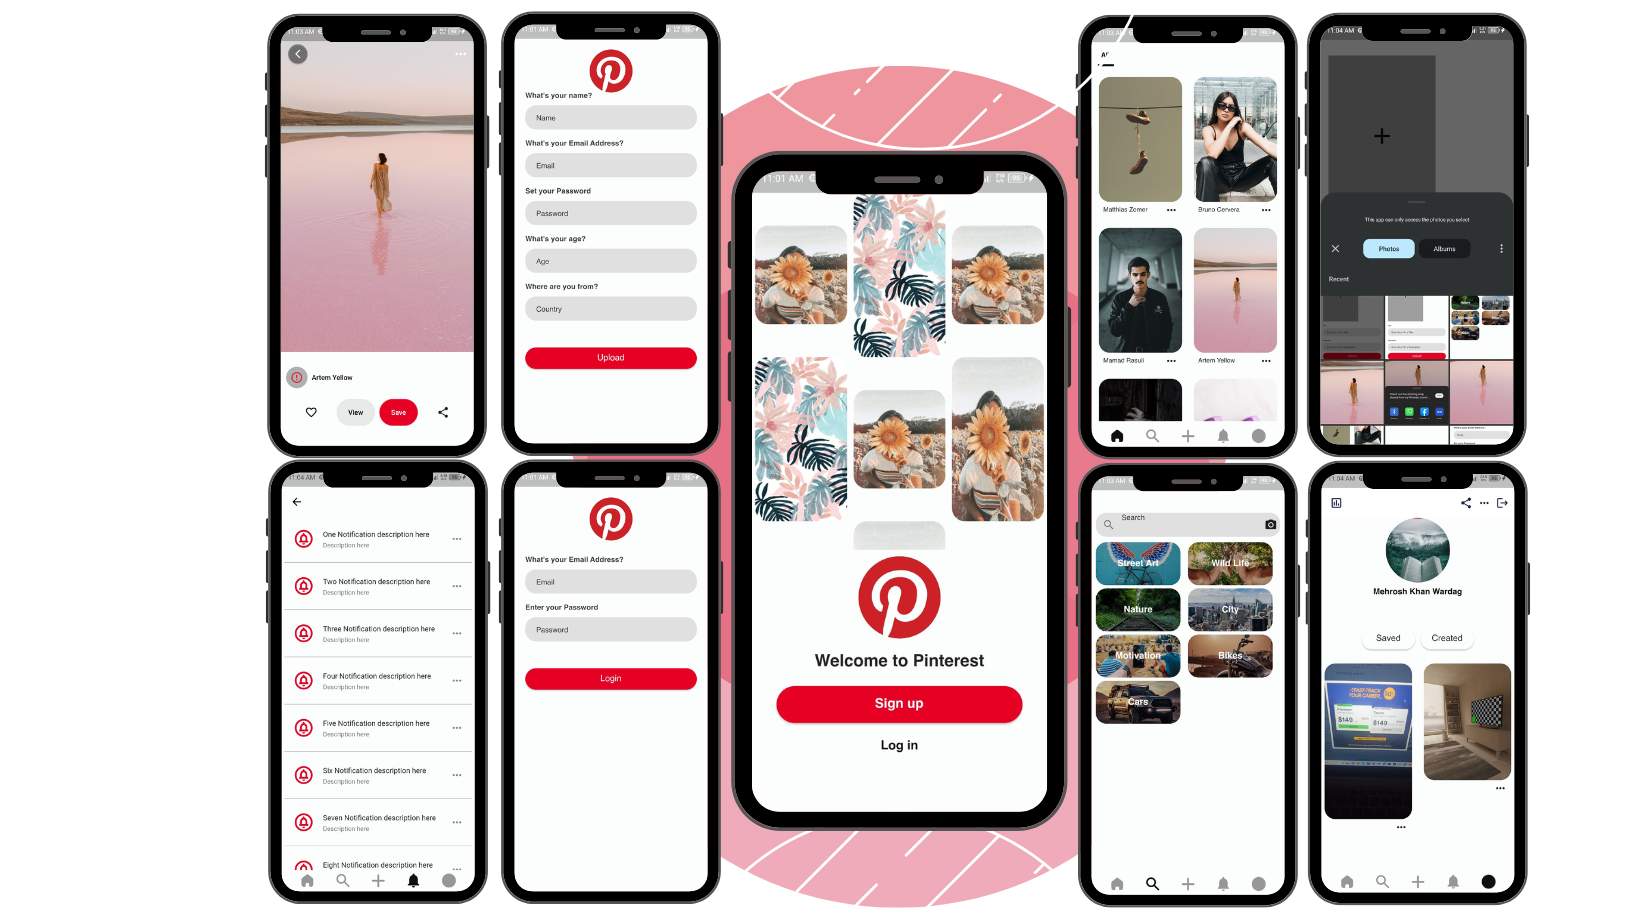 11:03 AM
Artem Yellow
View
Save
11:01 AM
What's your name?
Name
What's your Email Address?
Email
Set your Password
Password
What's your age?
Age
Where are you from?
Country
Upload
11:01 AM
96
Welcome to Pinterest
Sign up
Log in
11:03 AM
Matthias Zomer
Bruno Cervera
Mamad Rasuli
Artem Yellow
11:04 AM
This app can only access the photos you select
Photos
Albums
Recent
11:04 AM
One Notification description here
Description here
Two Notification description here
Description here
Three Notification description here
Description here
Four Notification description here
Description here
Five Notification description here
Description here
Six Notification description here
Description here
Seven Notification description here
Description here
Eight Notification description here
11:01 AM
What's your Email Address?
Email
Enter your Password
Password
Login
11:03 AM
Search
Street Art
Wild Life
Nature
City
Motivation
Bikes
Cars
11:04 AM
Mehrosh Khan Wardag
Saved
Created
FAST-TRACK
YOUR CAREER
$149
$149